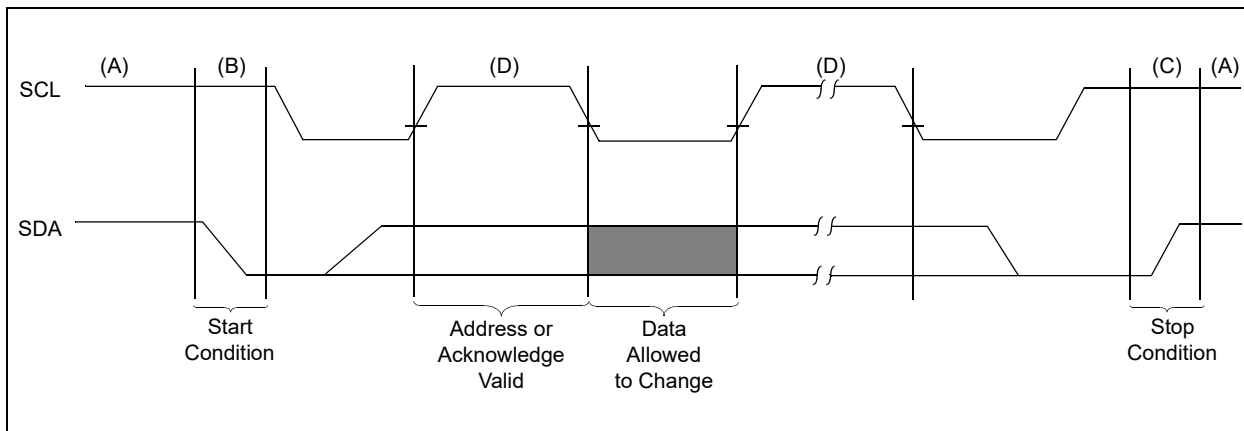 (A) (B) (D) (D) (C) (A)
SCL
SDA
Start
Condition
Address or
Acknowledge
Valid
Data
Allowed
to Change
Stop
Condition